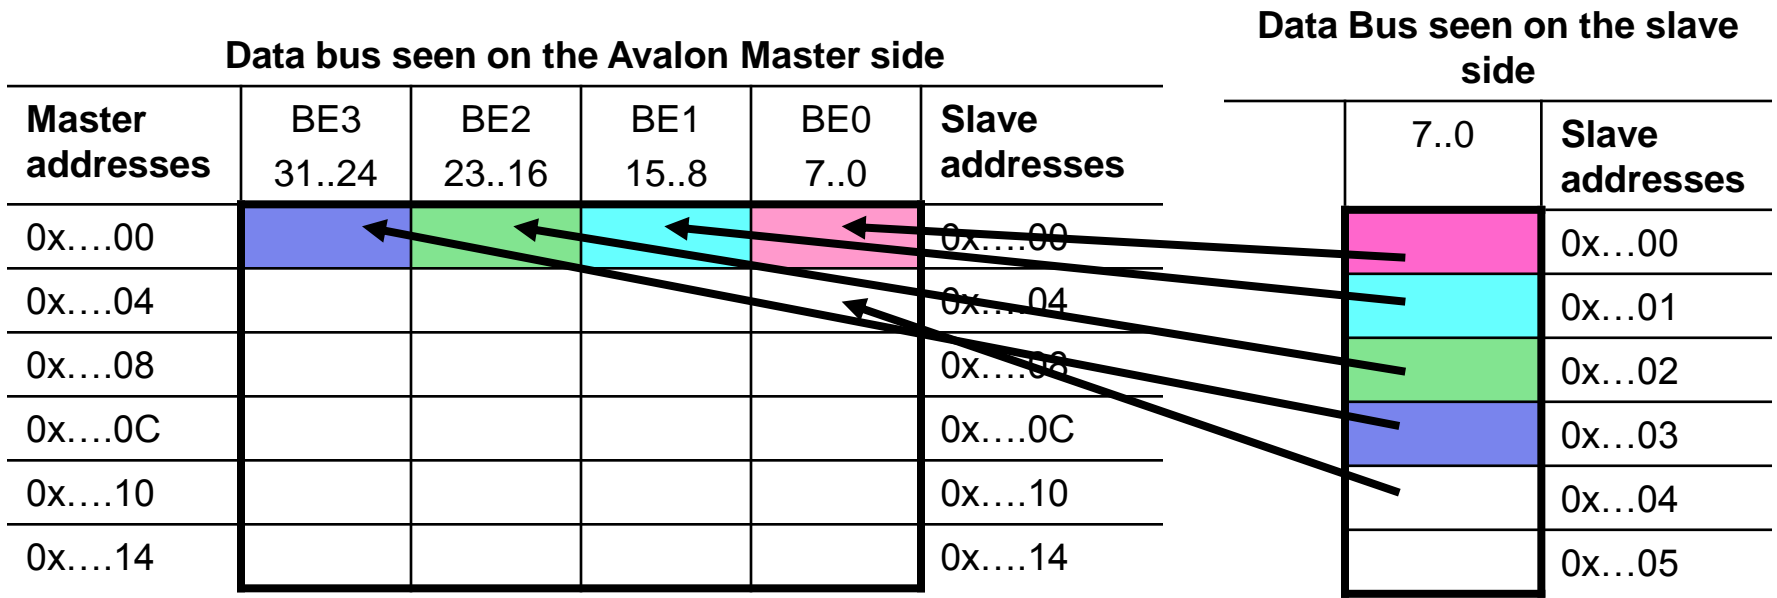 Data bus seen on the Avalon Master side
Master addresses BE3 31..24 BE2 23..16 BE1 15..8 BE0 7..0 Slave addresses
0x….00 0x….00
0x….04 0x….04
0x….08 0x….08
0x….0C 0x….0C
0x….10 0x….10
0x….14 0x….14
Data Bus seen on the slave
side
7..0 Slave addresses
0x…00
0x…01
0x…02
0x…03
0x…04
0x…05